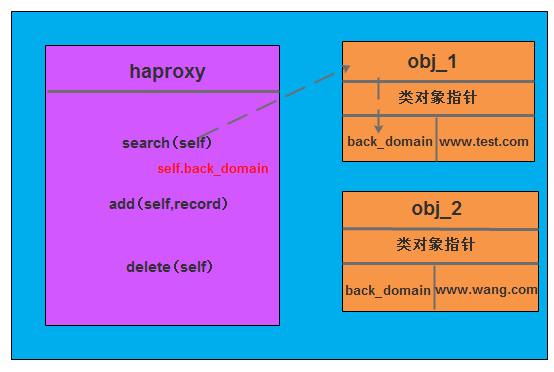 haproxy
search(self)
self.back_domain
add(self,record)
delete(self)
obj_1
类对象指针
back_domain www.test.com
obj_2
类对象指针
back_domain www.wang.com